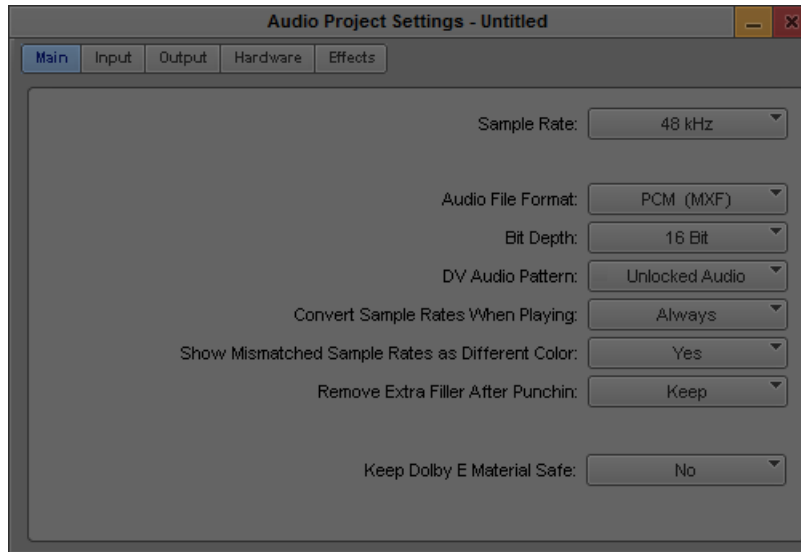 Audio Project Settings - Untitled
Main Input Output Hardware Effects
Sample Rate: 48 kHz
Audio File Format: PCM (MXF)
Bit Depth: 16 Bit
DV Audio Pattern: Unlocked Audio
Convert Sample Rates When Playing: Always
Show Mismatched Sample Rates as Different Color: Yes
Remove Extra Filler After Punchin: Keep
Keep Dolby E Material Safe: No